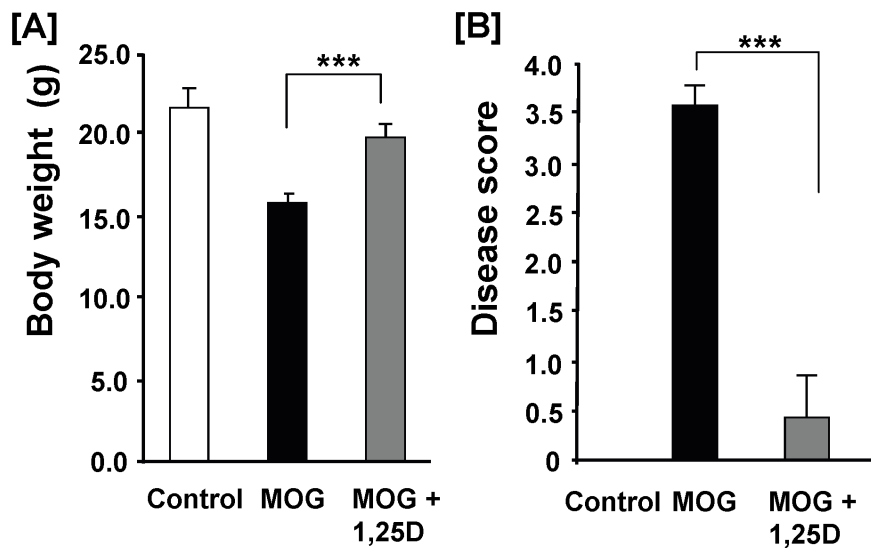 [A]
Body weight (g)
25.0
20.0
15.0
10.0
5.0
0.0
***
Control MOG MOG +
1,25D
[B]
Disease score
4.0
3.5
3.0
2.5
2.0
1.5
1.0
0.5
0
***
Control MOG MOG +
1,25D